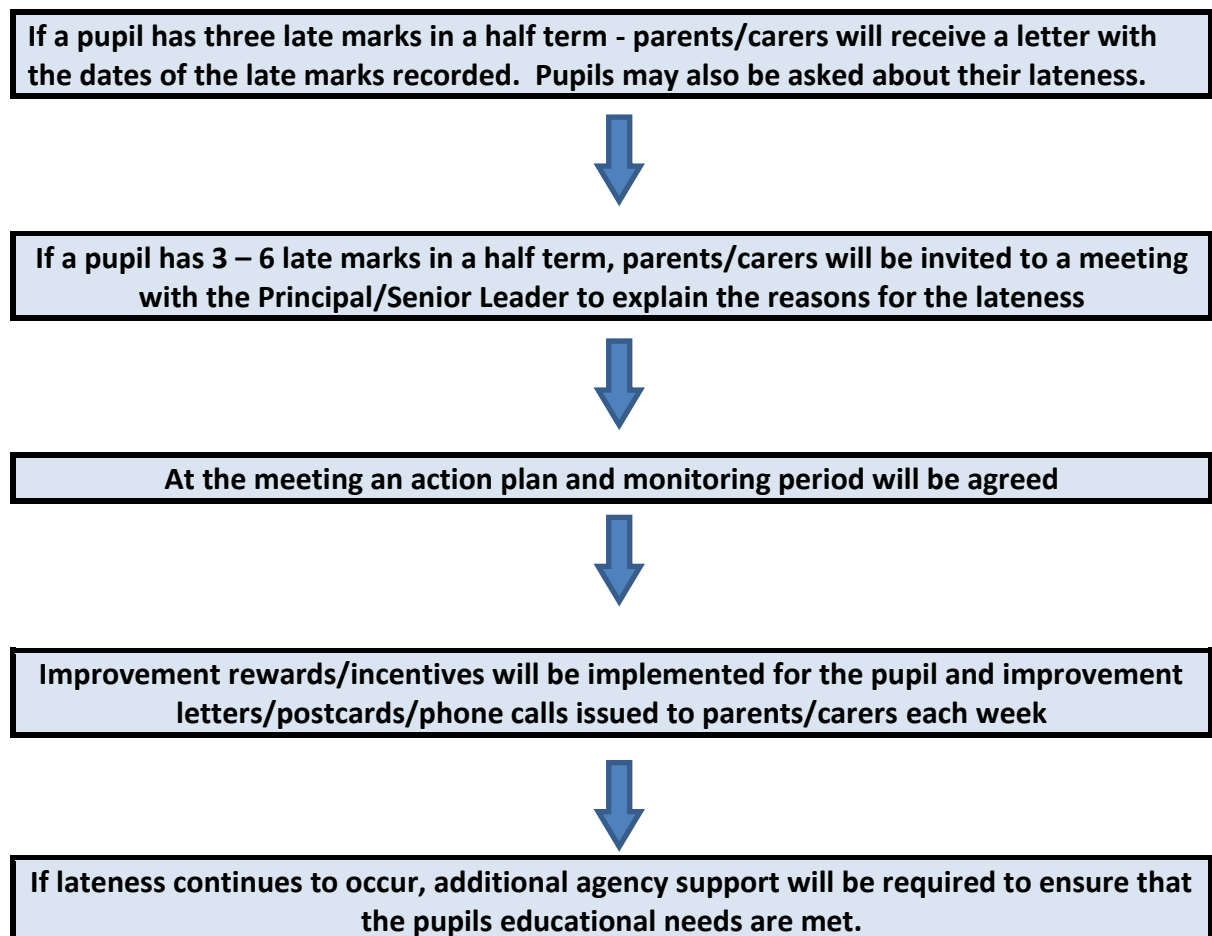 If a pupil has three late marks in a half term - parents/carers will receive a letter with
the dates of the late marks recorded.  Pupils may also be asked about their lateness.
If a pupil has 3 – 6 late marks in a half term, parents/carers will be invited to a meeting
with the Principal/Senior Leader to explain the reasons for the lateness
At the meeting an action plan and monitoring period will be agreed
Improvement rewards/incentives will be implemented for the pupil and improvement
letters/postcards/phone calls issued to parents/carers each week
If lateness continues to occur, additional agency support will be required to ensure that
the pupils educational needs are met.